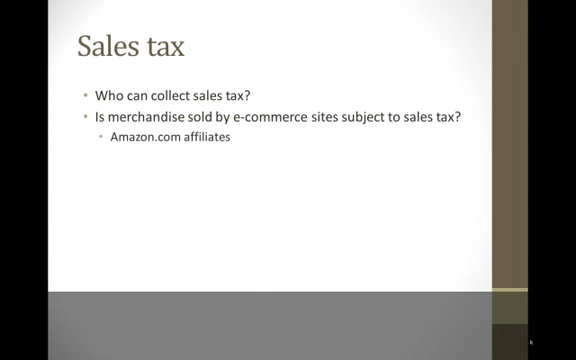 Sales tax
• Who can collect sales tax?
• Is merchandise sold by e-commerce sites subject to sales tax?
• Amazon.com affiliates